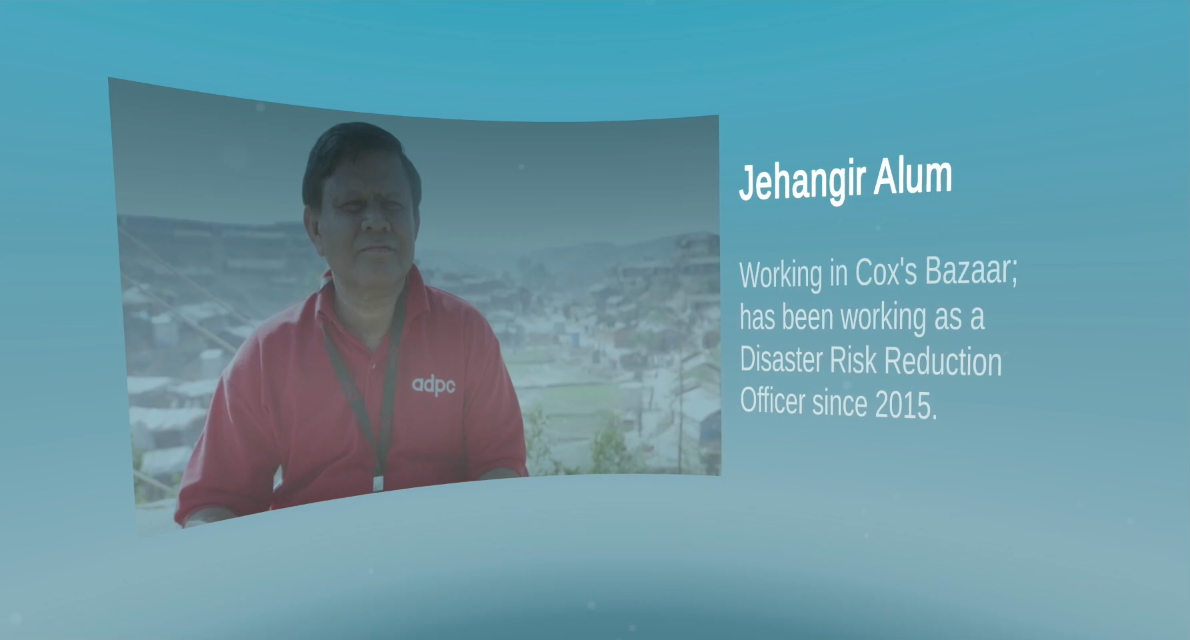 Jehangir Alum
Working in Cox's Bazaar;
has been working as a
Disaster Risk Reduction
Officer since 2015.
adpc